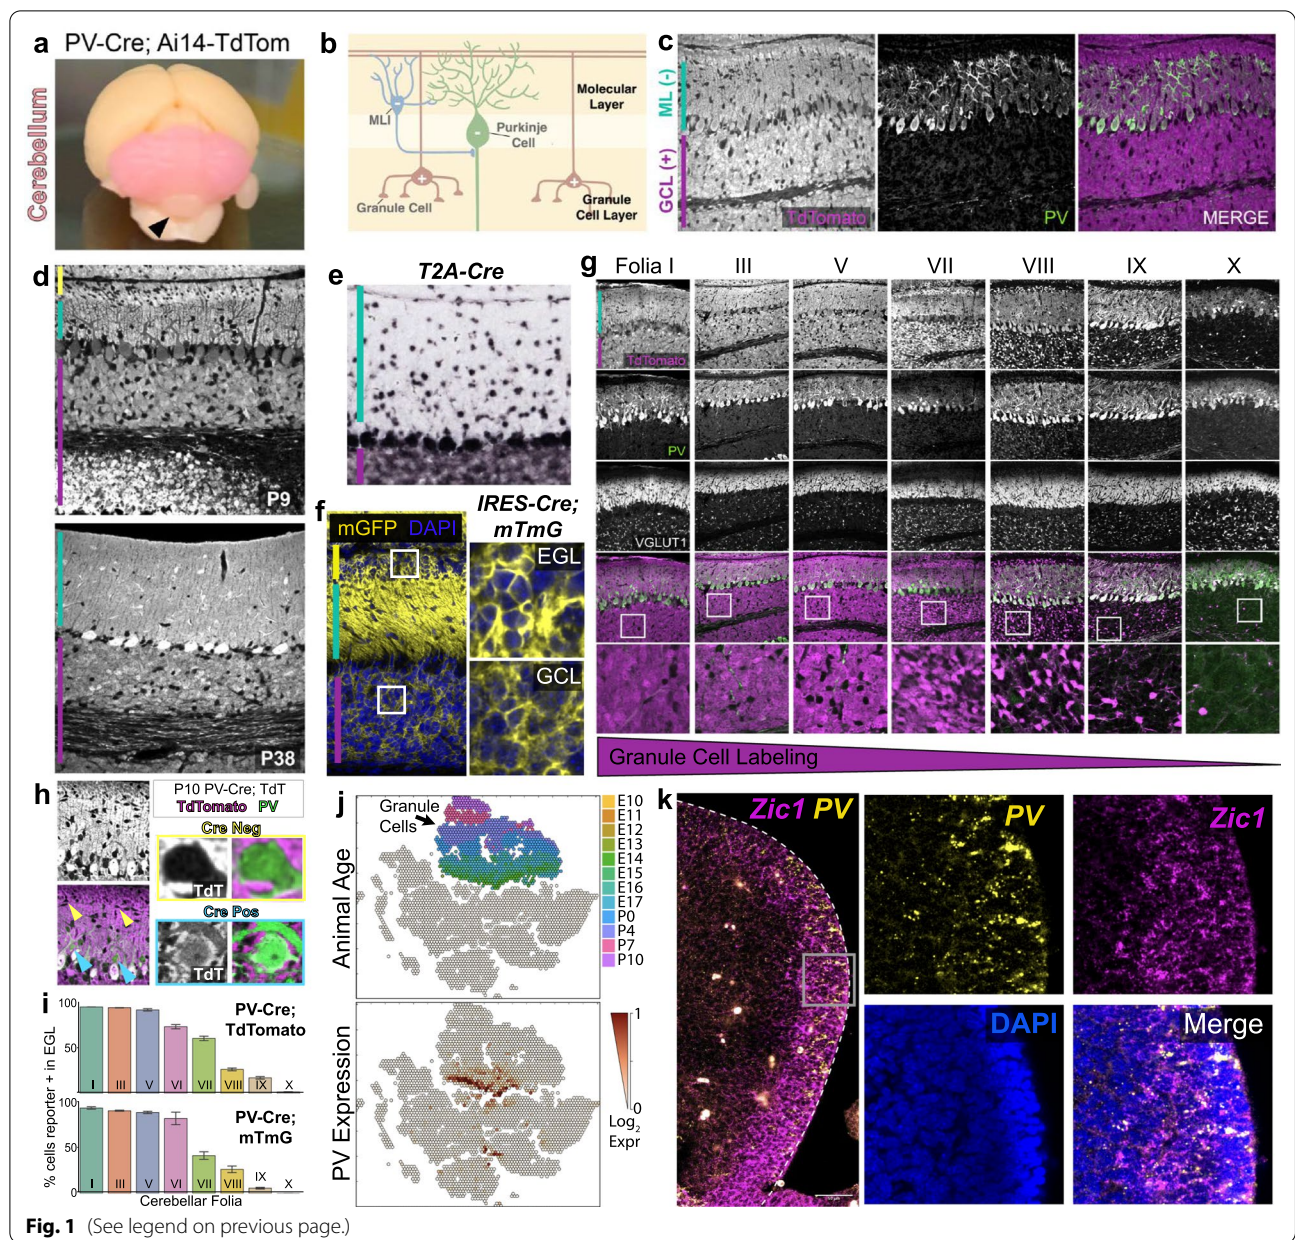 a PV-Cre; Ai14-TdTom
Cerebellum
b
MLI
Molecular
Layer
Purkinje
Cell
Granule Cell
Granule
Cell Layer
c
ML (-)
GCL (+)
TdTomato
PV
MERGE
d
P9
P38
e T2A-Cre
f
mGFP DAPI
IRES-Cre;
mTmG
EGL
GCL
g Folia I III V VII VIII IX X
TdTomato
PV
VGLUT1
Granule Cell Labeling
h
P10 PV-Cre; TdT
TdTomato PV
Cre Neg
TdT
Cre Pos
TdT
i
% cells reporter + in EGL
100
50
0
PV-Cre;
TdTomato
I III V VI VII VIII IX X
100
50
0
PV-Cre;
mTmG
I III V VI VII VIII IX X
Cerebellar Folia
j
Granule
Cells
Animal Age
E10
E11
E12
E13
E14
E15
E16
E17
P0
P4
P7
P10
PV Expression
1
0
Log2
Expr
k
Zic1 PV
PV
Zic1
DAPI
Merge
Fig. 1 (See legend on previous page.)